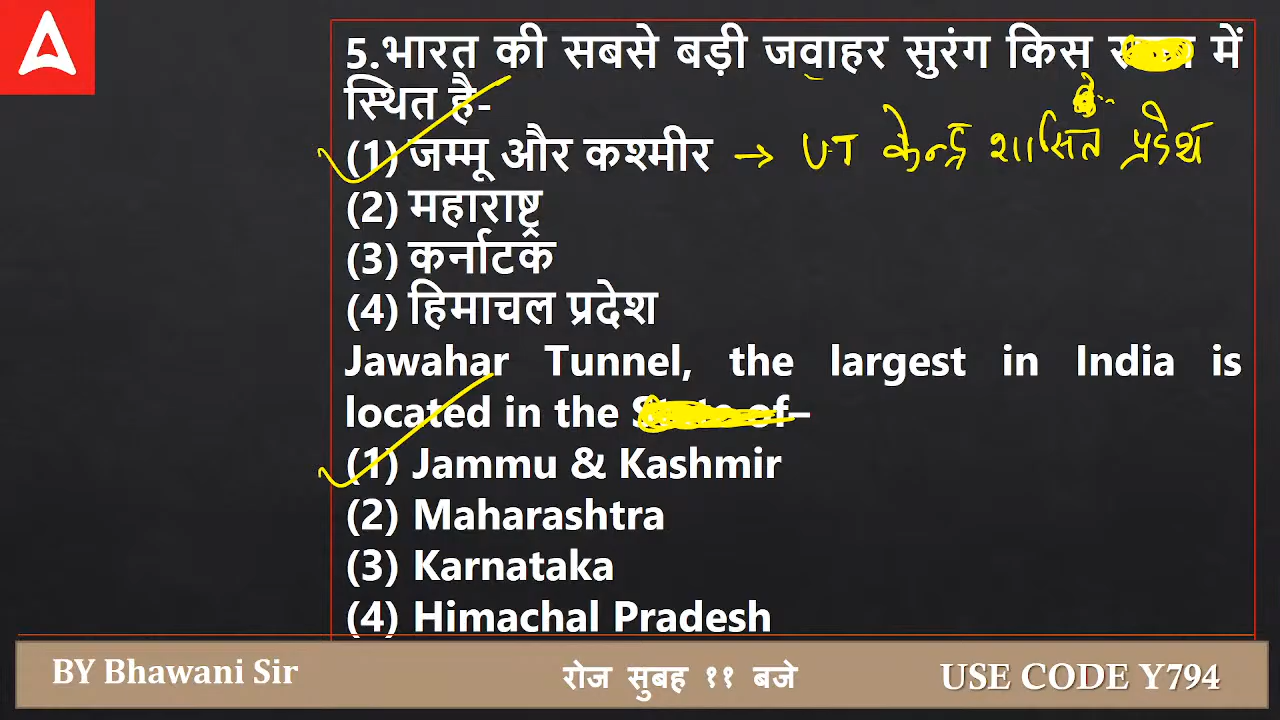 5.भारत की सबसे बड़ी जवाहर सुरंग किस में
स्थित है-
(1) जम्मू और कश्मीर → U.T केन्द्र शासित प्रदेश
(2) महाराष्ट्र
(3) कर्नाटक
(4) हिमाचल प्रदेश
Jawahar Tunnel, the largest in India is
located in the State of–
(1) Jammu & Kashmir
(2) Maharashtra
(3) Karnataka
(4) Himachal Pradesh
BY Bhawani Sir रोज सुबह ११ बजे USE CODE Y794